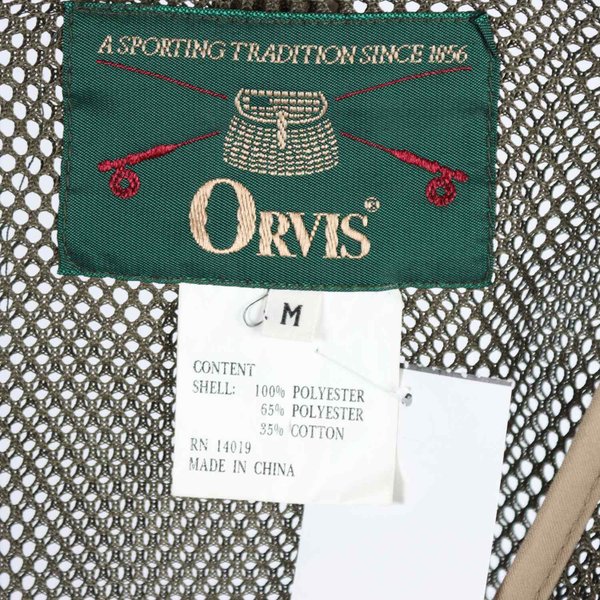 A SPORTING TRADITION SINCE 1856
ORVIS®
M
CONTENT
SHELL: 100% POLYESTER
65% POLYESTER
35% COTTON
RN 14019
MADE IN CHINA